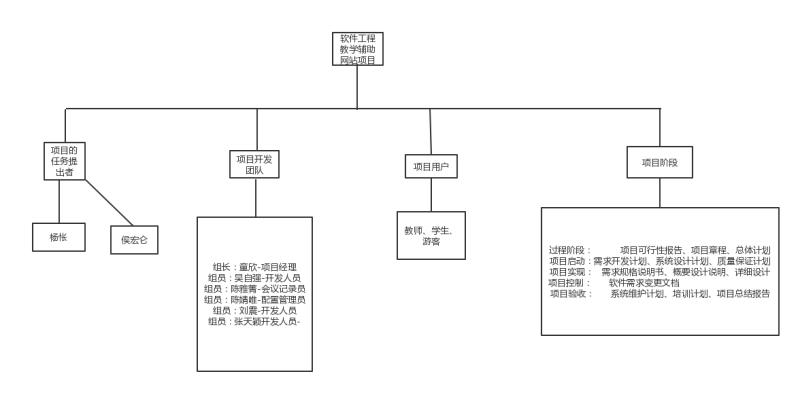 软件工程
教学辅助
网站项目
项目的
任务提
出者
项目开发
团队
项目用户
项目阶段
杨枨
侯宏仑
教师、学生、
游客
组长：童欣-项目经理
组员：吴自强-开发人员
组员：陈雅菁-会议记录员
组员：陈婧唯-配置管理员
组员：刘震-开发人员
组员：张天颖开发人员-
过程阶段： 项目可行性报告、项目章程、总体计划
项目启动：需求开发计划、系统设计计划、质量保证计划
项目实现： 需求规格说明书、概要设计说明、详细设计
项目控制： 软件需求变更文档
项目验收： 系统维护计划、培训计划、项目总结报告